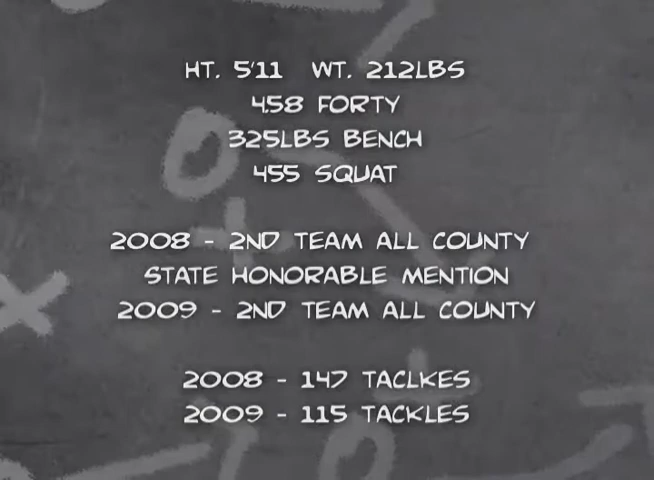 HT. 5'11 WT. 212LBS
4.58 FORTY
325LBS BENCH
455 SQUAT
2008 - 2ND TEAM ALL COUNTY
STATE HONORABLE MENTION
2009 - 2ND TEAM ALL COUNTY
2008 - 147 TACLKES
2009 - 115 TACKLES